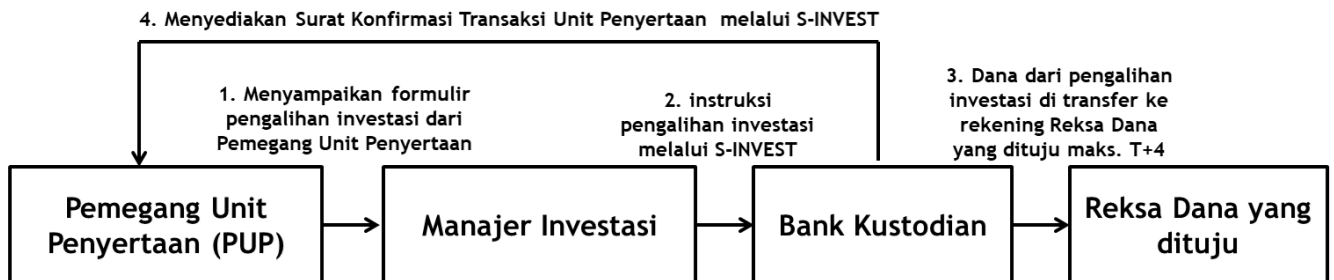 4. Menyediakan Surat Konfirmasi Transaksi Unit Penyertaan melalui S-INVEST
1. Menyampaikan formulir
pengalihan investasi dari
Pemegang Unit Penyertaan
2. instruksi
pengalihan investasi
melalui S-INVEST
3. Dana dari pengalihan
investasi di transfer ke
rekening Reksa Dana
yang dituju maks. T+4
Pemegang Unit
Penyertaan (PUP)
Manajer Investasi
Bank Kustodian
Reksa Dana yang
dituju